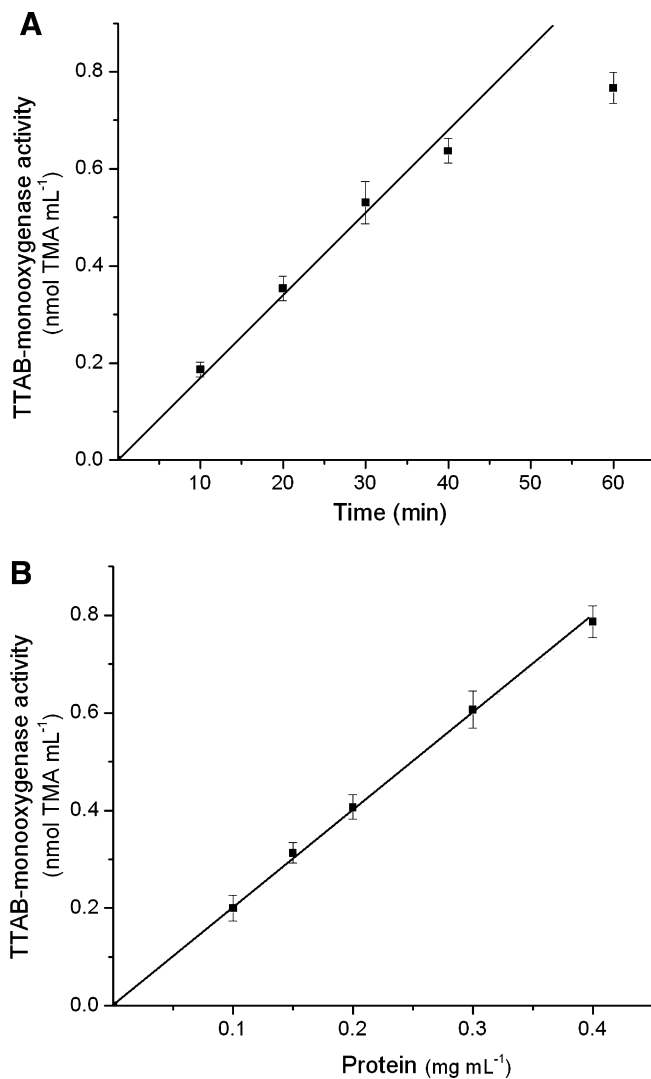 A
TTAB-monooxygenase activity
(nmol TMA mL⁻¹)
0.8
0.6
0.4
0.2
0.0
10 20 30 40 50 60
Time (min)
B
TTAB-monooxygenase activity
(nmol TMA mL⁻¹)
0.8
0.6
0.4
0.2
0.0
0.1 0.2 0.3 0.4
Protein (mg mL⁻¹)